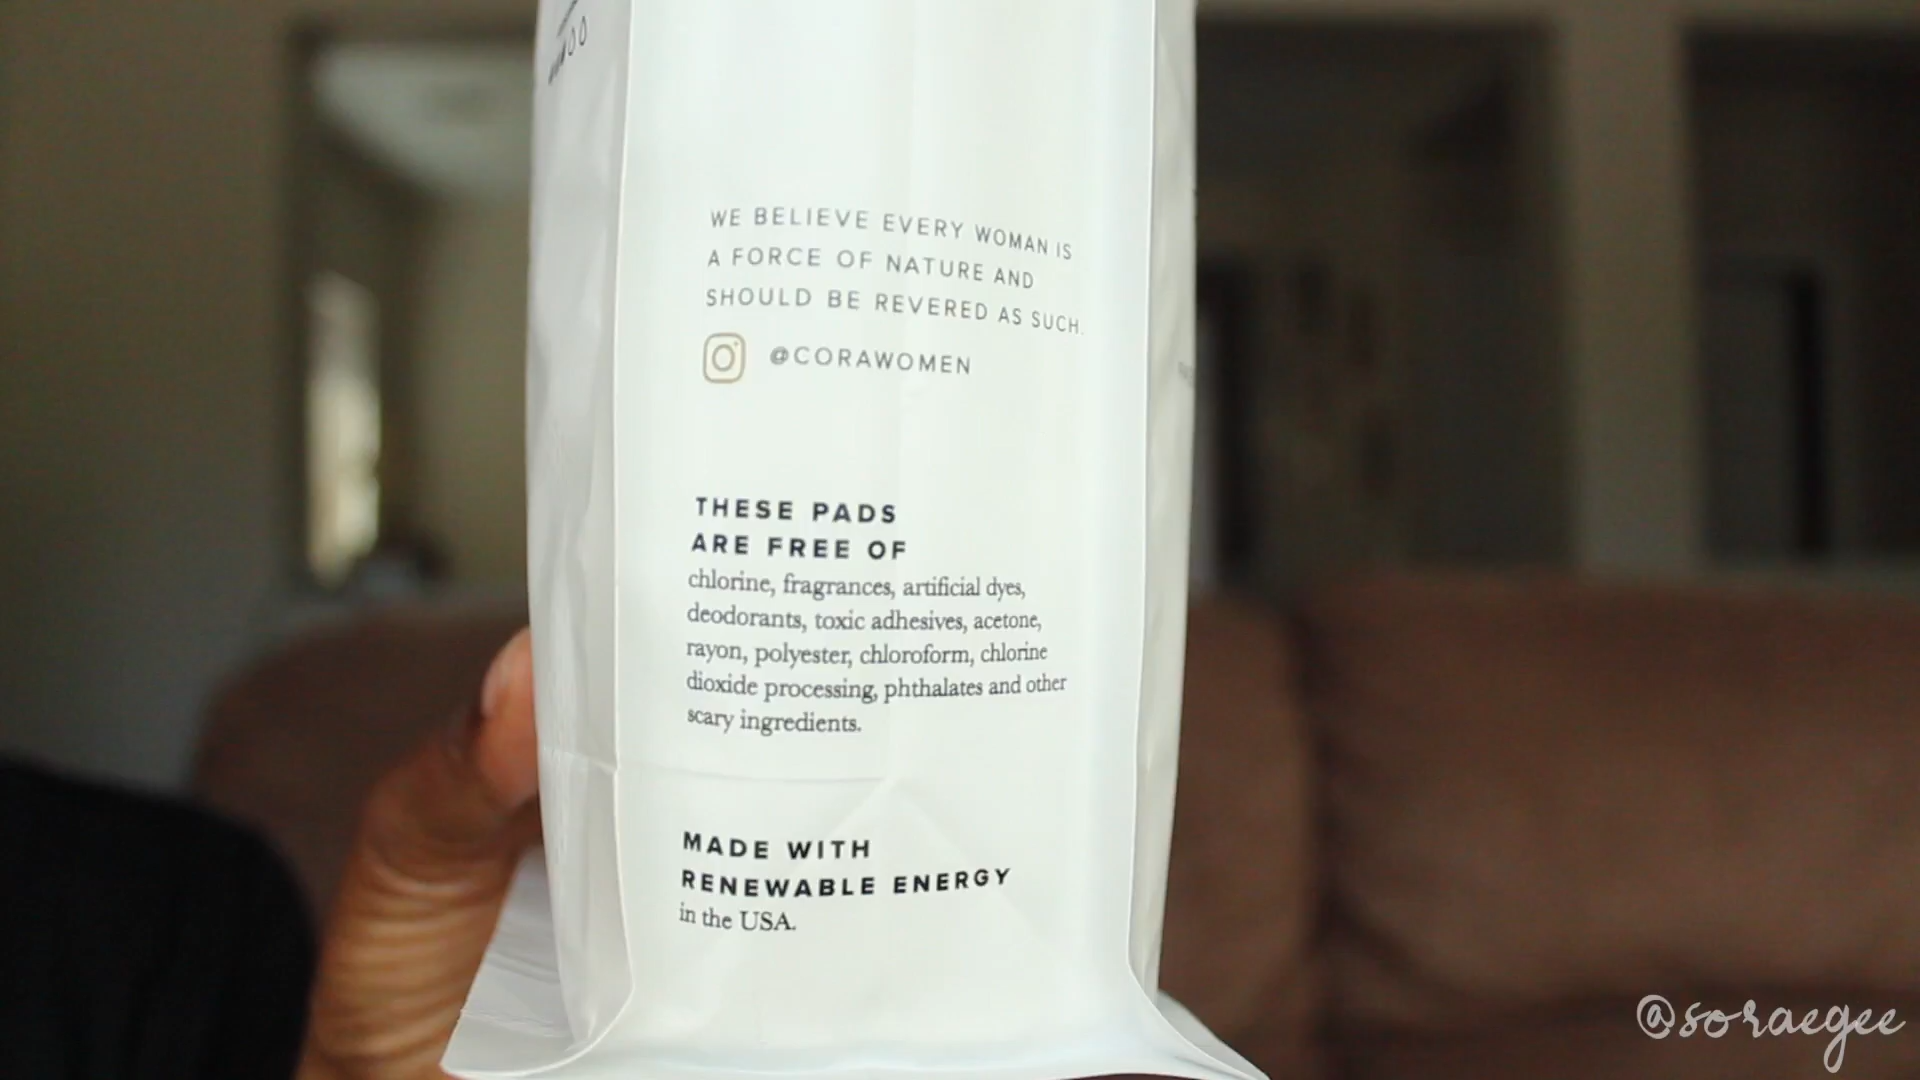 WE BELIEVE EVERY WOMAN IS
A FORCE OF NATURE AND
SHOULD BE REVERED AS SUCH.
@CORAWOMEN
THESE PADS
ARE FREE OF
chlorine, fragrances, artificial dyes,
deodorants, toxic adhesives, acetone,
rayon, polyester, chloroform, chlorine
dioxide processing, phthalates and other
scary ingredients.
MADE WITH
RENEWABLE ENERGY
in the USA.
@soraegee